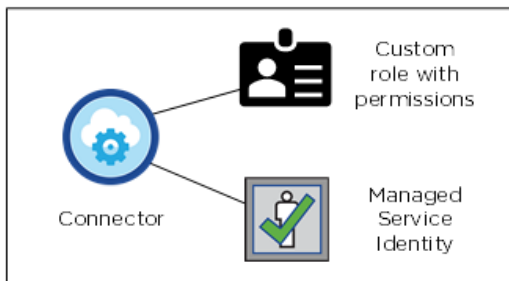 Custom
role with
permissions
Connector
Managed
Service
Identity